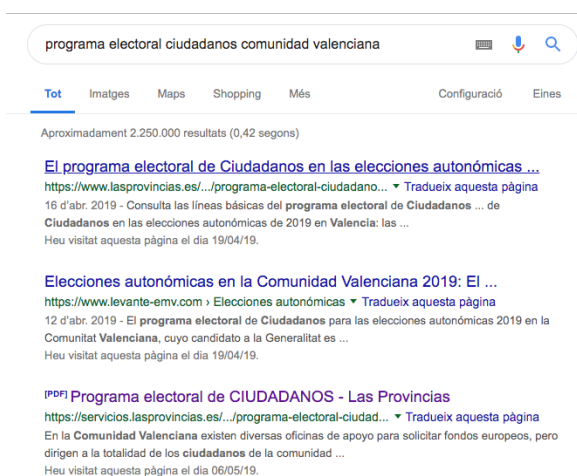 programa electoral ciudadanos comunidad valenciana
Tot Imatges Maps Shopping Més Configuració Eines
Aproximadament 2.250.000 resultats (0,42 segons)
El programa electoral de Ciudadanos en las elecciones autonómicas ...
https://www.lasprovincias.es/.../programa-electoral-ciudadano... ▼ Tradueix aquesta pàgina
16 d'abr. 2019 - Consulta las líneas básicas del programa electoral de Ciudadanos ... de
Ciudadanos en las elecciones autonómicas de 2019 en Valencia: las ...
Heu visitat aquesta pàgina el dia 19/04/19.
Elecciones autonómicas en la Comunidad Valenciana 2019: El ...
https://www.levante-emv.com › Elecciones autonómicas ▼ Tradueix aquesta pàgina
12 d'abr. 2019 - El programa electoral de Ciudadanos para las elecciones autonómicas 2019 en la
Comunitat Valenciana, cuyo candidato a la Generalitat es ...
Heu visitat aquesta pàgina el dia 19/04/19.
[PDF] Programa electoral de CIUDADANOS - Las Provincias
https://servicios.lasprovincias.es/.../programa-electoral-ciudad... ▼ Tradueix aquesta pàgina
En la Comunidad Valenciana existen diversas oficinas de apoyo para solicitar fondos europeos, pero
dirigen a la totalidad de los ciudadanos de la comunidad ...
Heu visitat aquesta pàgina el dia 06/05/19.